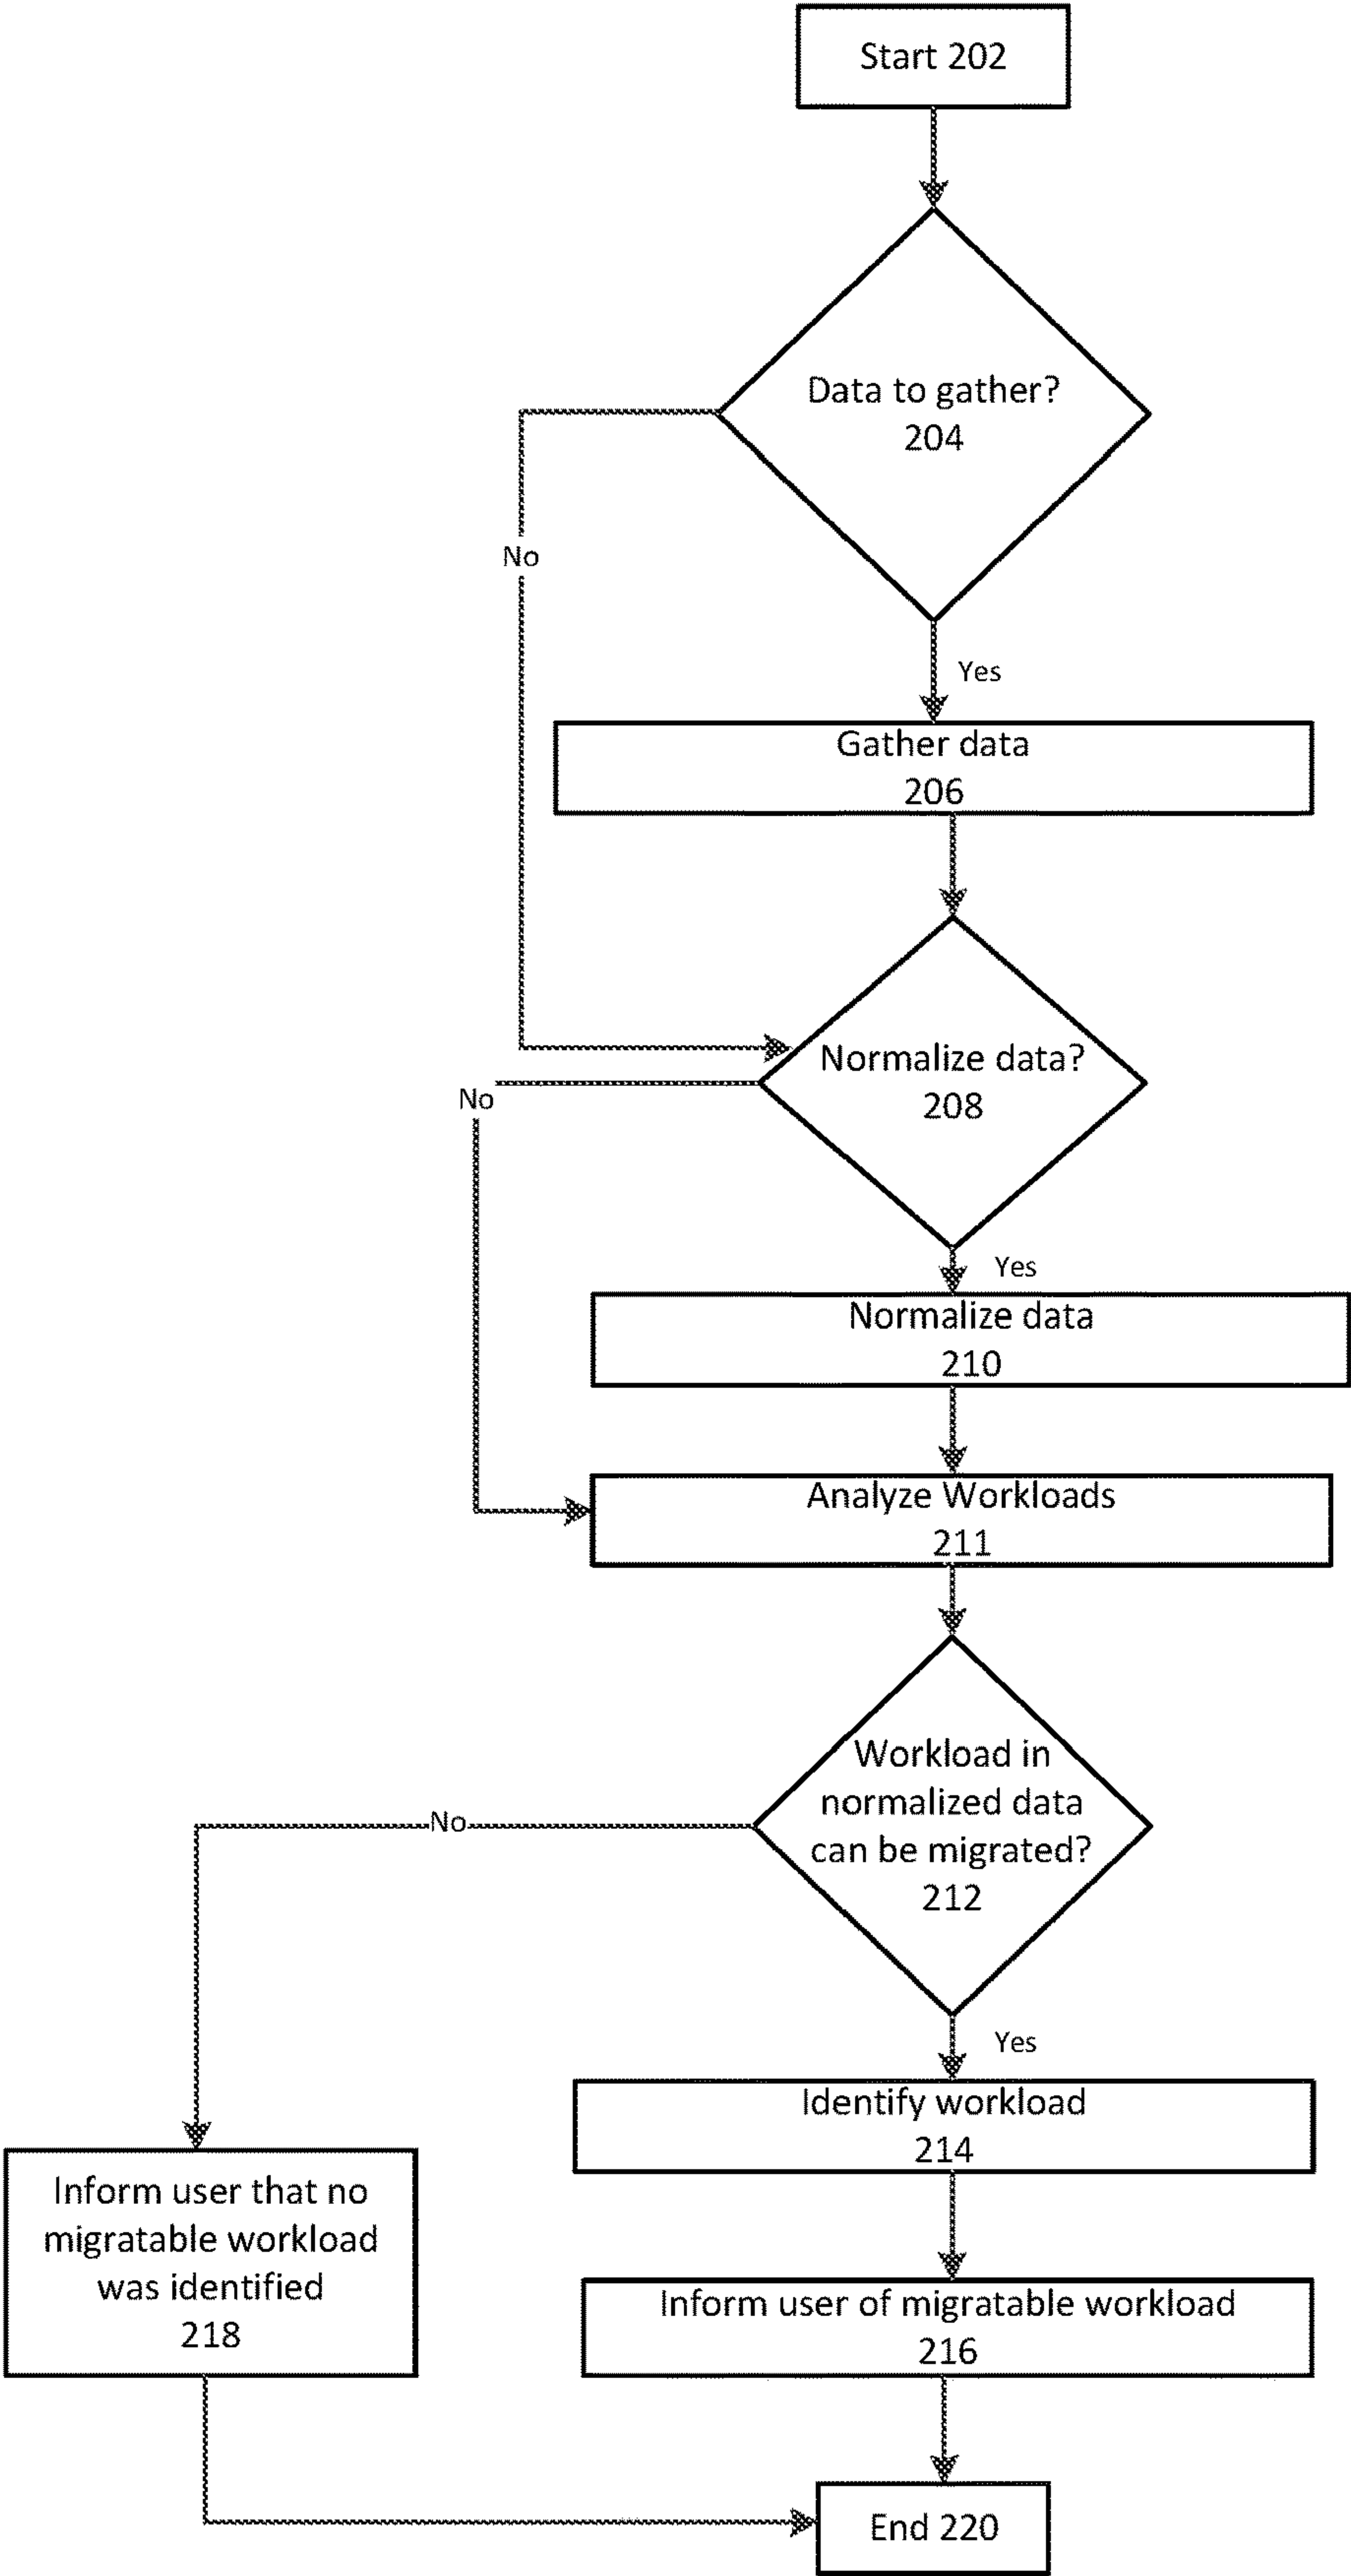 Start 202
Data to gather?
204
No
Yes
Gather data
206
Normalize data?
208
No
Yes
Normalize data
210
Analyze Workloads
211
Workload in
normalized data
can be migrated?
212
No
Yes
Identify workload
214
Inform user that no
migratable workload
was identified
218
Inform user of migratable workload
216
End 220